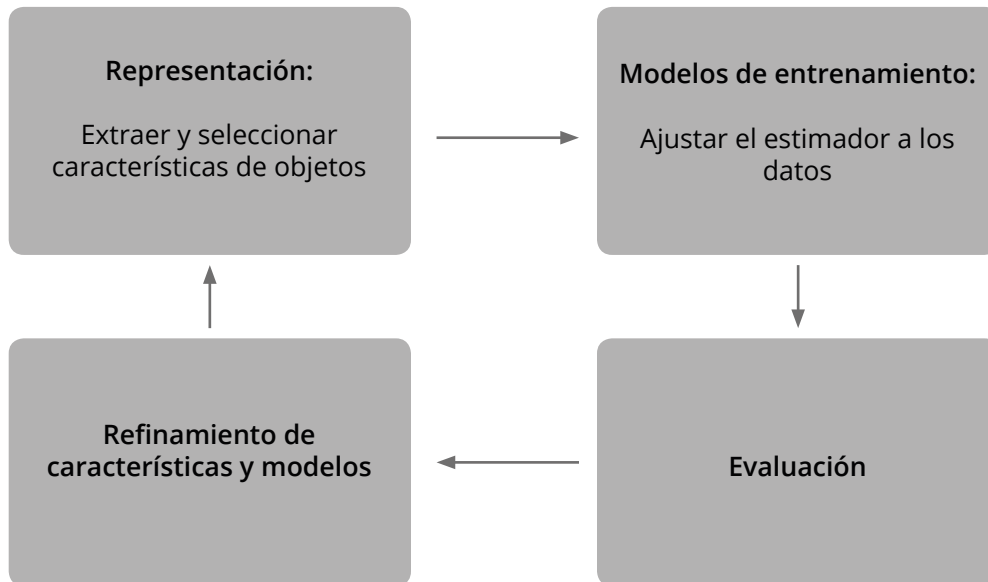 Representación:
Extraer y seleccionar
características de objetos
Modelos de entrenamiento:
Ajustar el estimador a los
datos
Refinamiento de
características y modelos
Evaluación